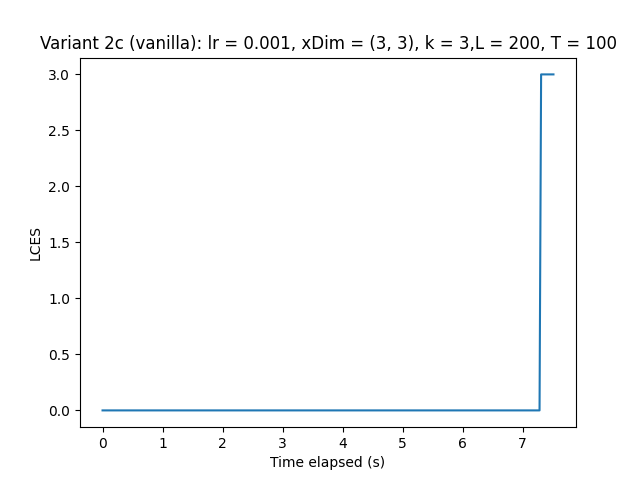 Variant 2c (vanilla): lr = 0.001, xDim = (3, 3), k = 3,L = 200, T = 100
3.0
2.5
2.0
1.5
1.0
0.5
0.0
LCES
0 1 2 3 4 5 6 7
Time elapsed (s)